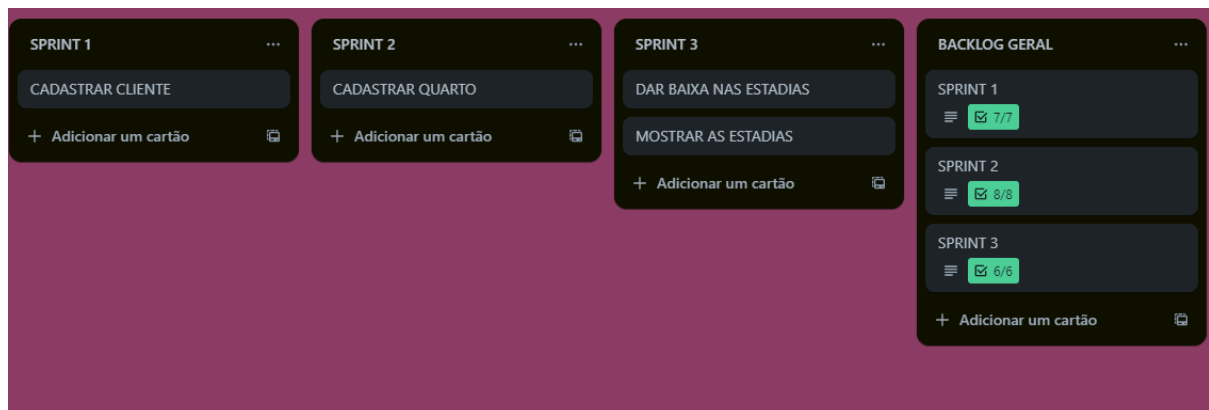 SPRINT 1
CADASTRAR CLIENTE
Adicionar um cartão
SPRINT 2
CADASTRAR QUARTO
Adicionar um cartão
SPRINT 3
DAR BAIXA NAS ESTADIAS
MOSTRAR AS ESTADIAS
Adicionar um cartão
BACKLOG GERAL
SPRINT 1
7/7
SPRINT 2
8/8
SPRINT 3
6/6
Adicionar um cartão